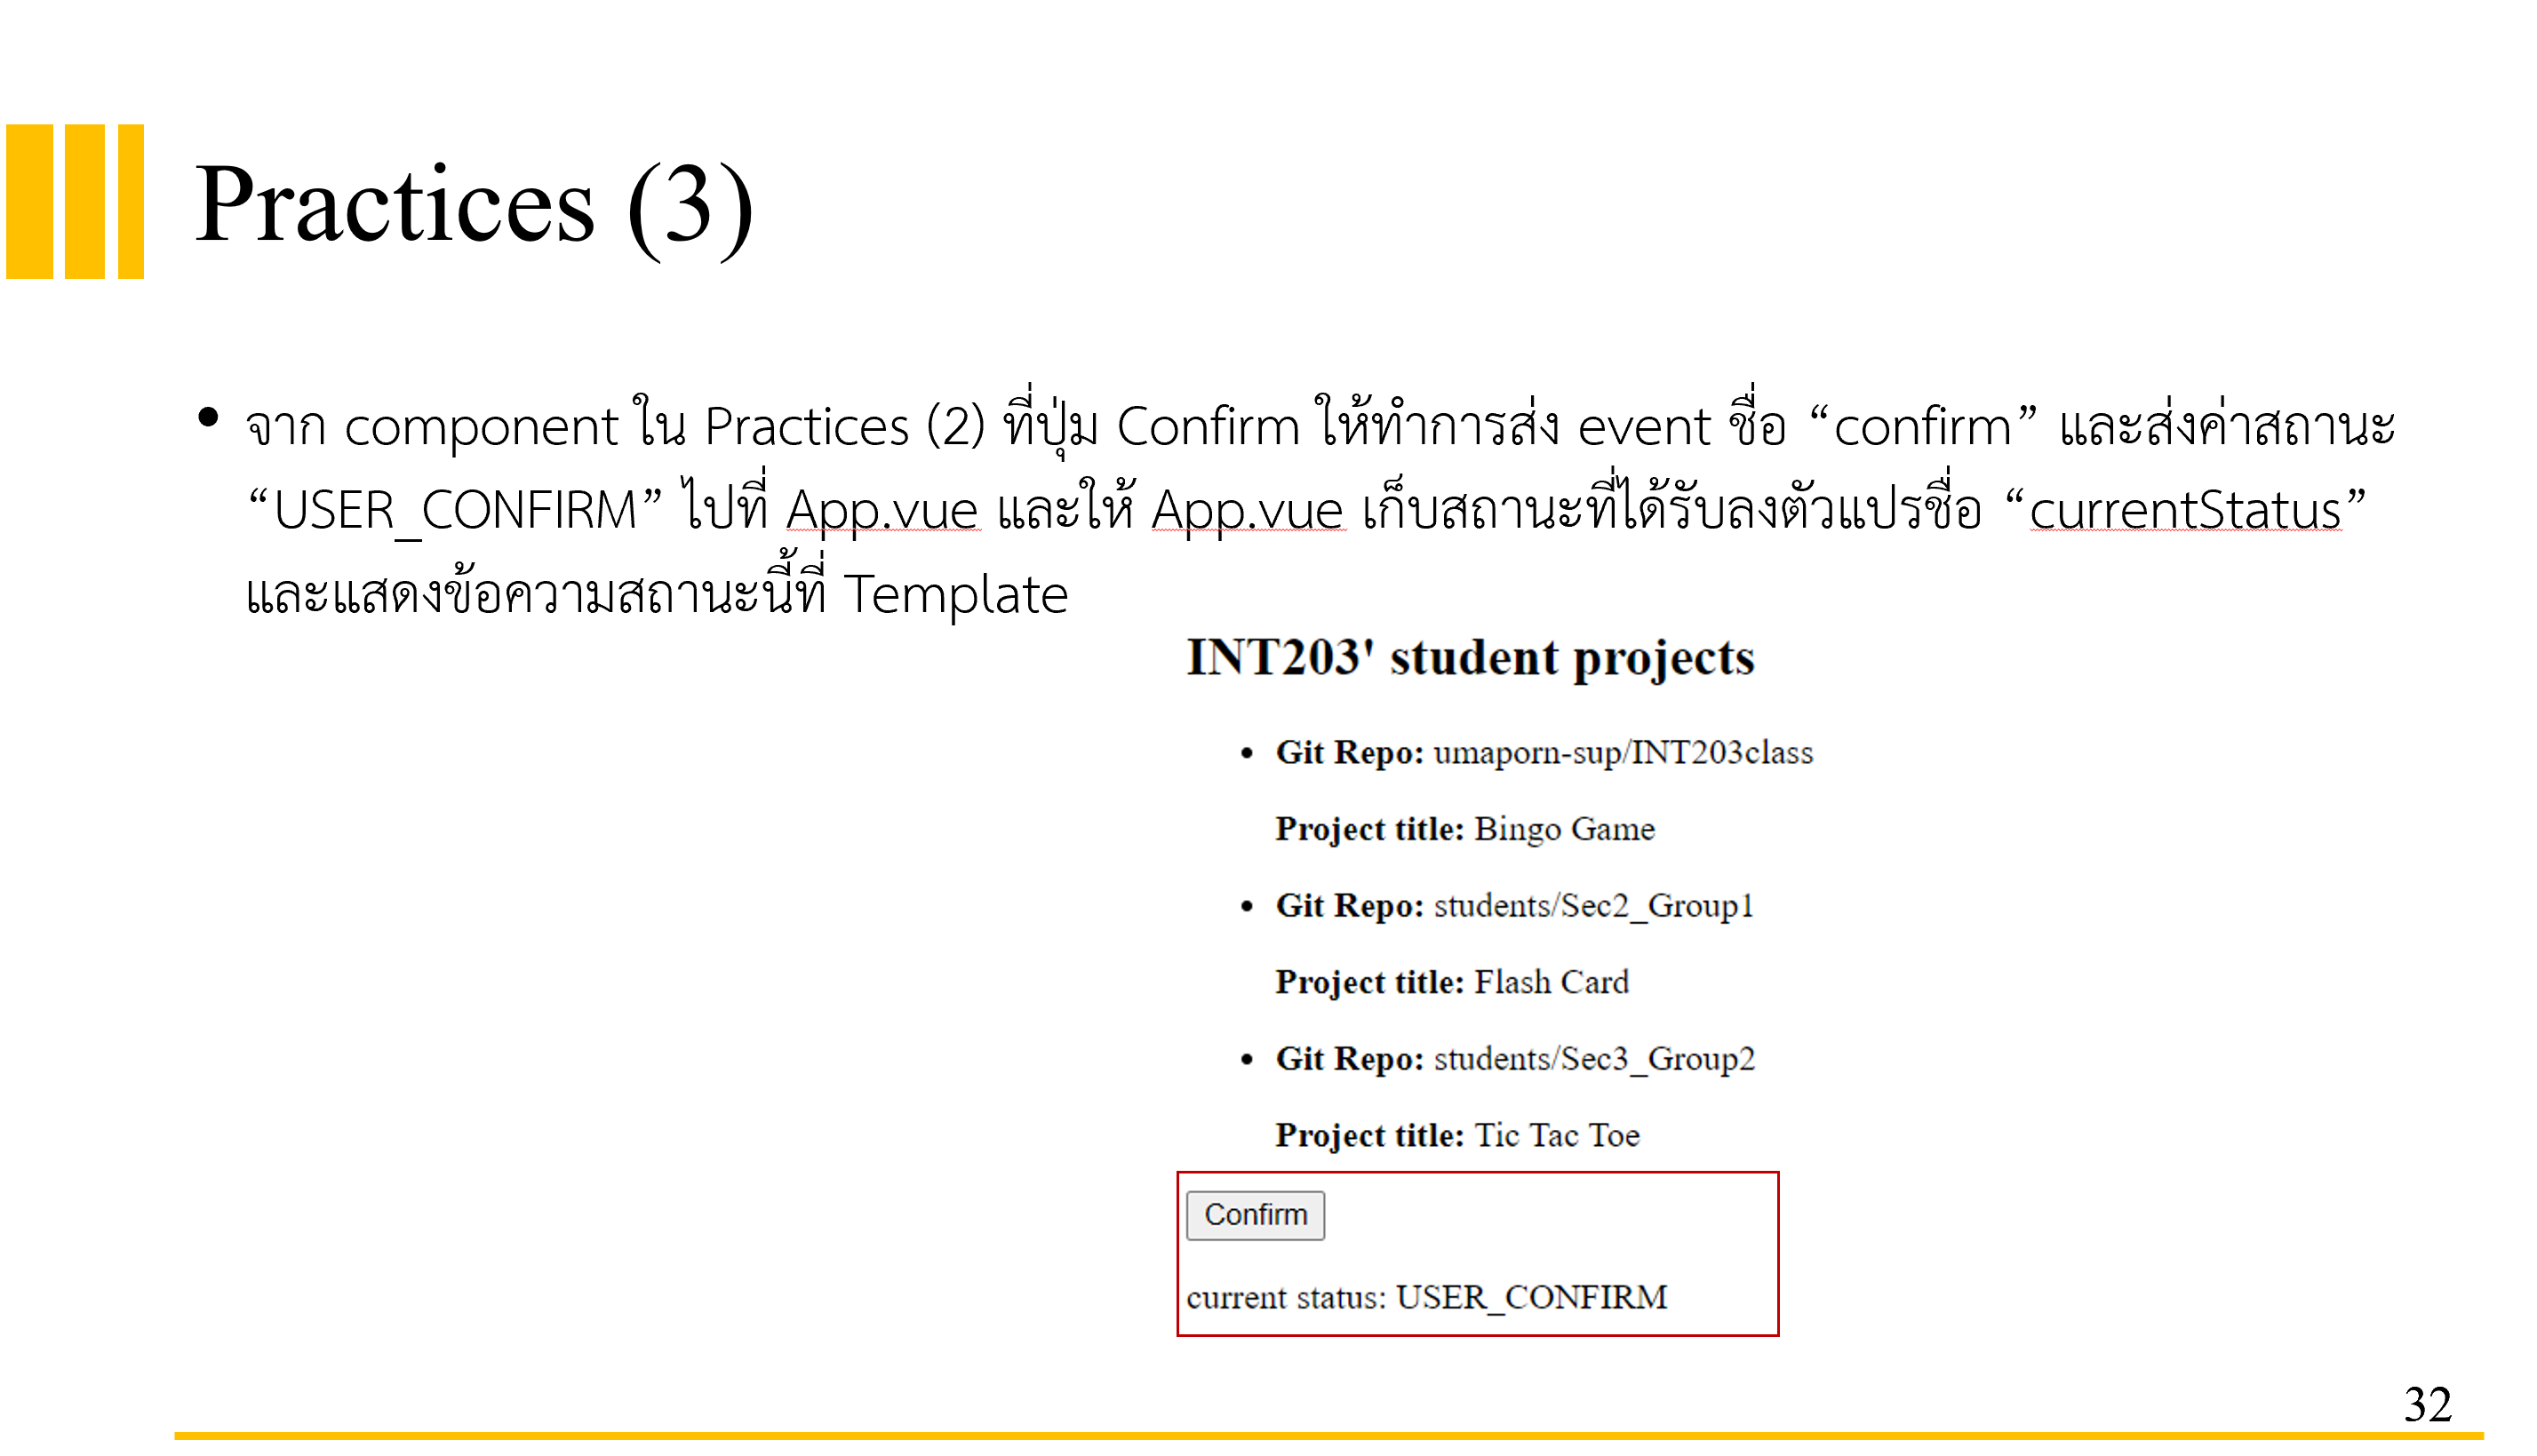 Practices (3)
• จาก component ใน Practices (2) ที่ปุ่ม Confirm ให้ทำการส่ง event ชื่อ “confirm” และส่งค่าสถานะ
“USER_CONFIRM” ไปที่ App.vue และให้ App.vue เก็บสถานะที่ได้รับลงตัวแปรชื่อ “currentStatus”
และแสดงข้อความสถานะนี้ที่ Template
INT203' student projects
• Git Repo: umaporn-sup/INT203class
Project title: Bingo Game
• Git Repo: students/Sec2_Group1
Project title: Flash Card
• Git Repo: students/Sec3_Group2
Project title: Tic Tac Toe
Confirm
current status: USER_CONFIRM
32